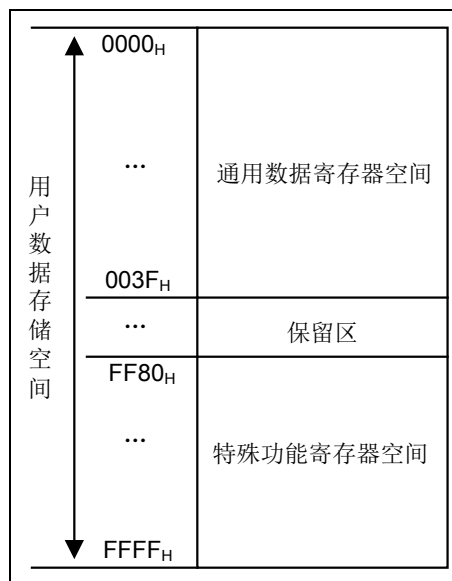 用户数据存储空间
0000H
...
通用数据寄存器空间
003FH
...
保留区
FF80H
...
特殊功能寄存器空间
FFFFH